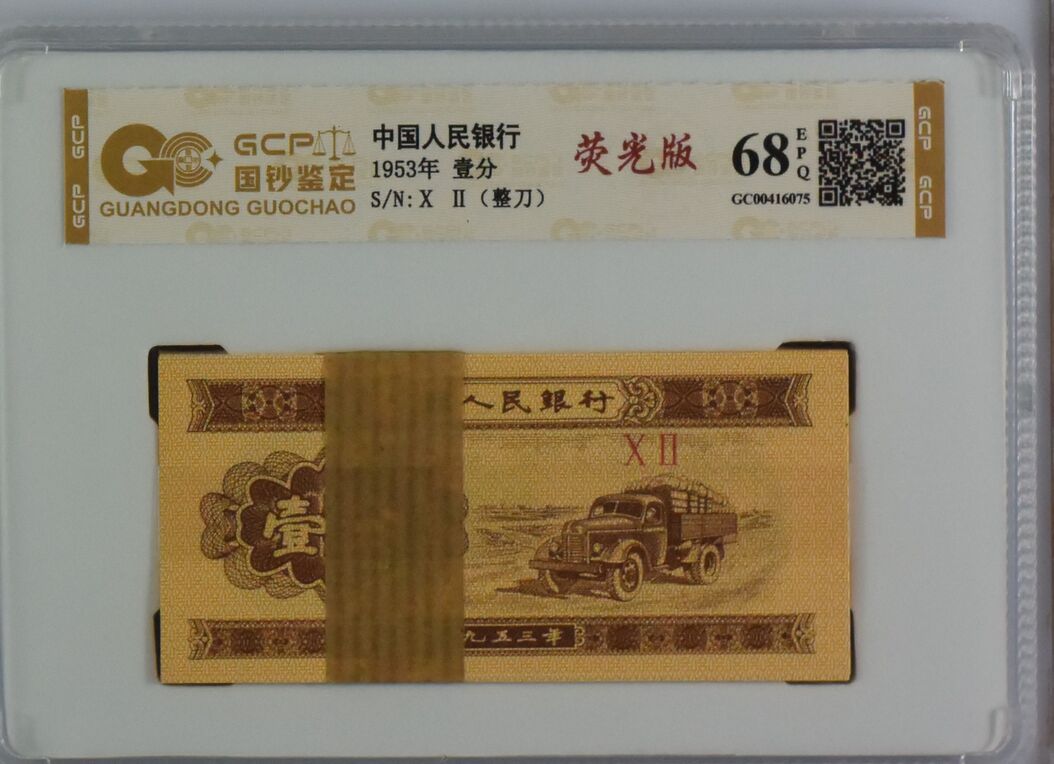 GCP
GCP
GCP
国钞鉴定
GUANGDONG GUOCHAO
中国人民银行
1953年 壹分
S/N: X II（整刀）
荧光版
68
EPQ
GC00416075
GCP
GCP
人民銀行
X II
壹
九五三年